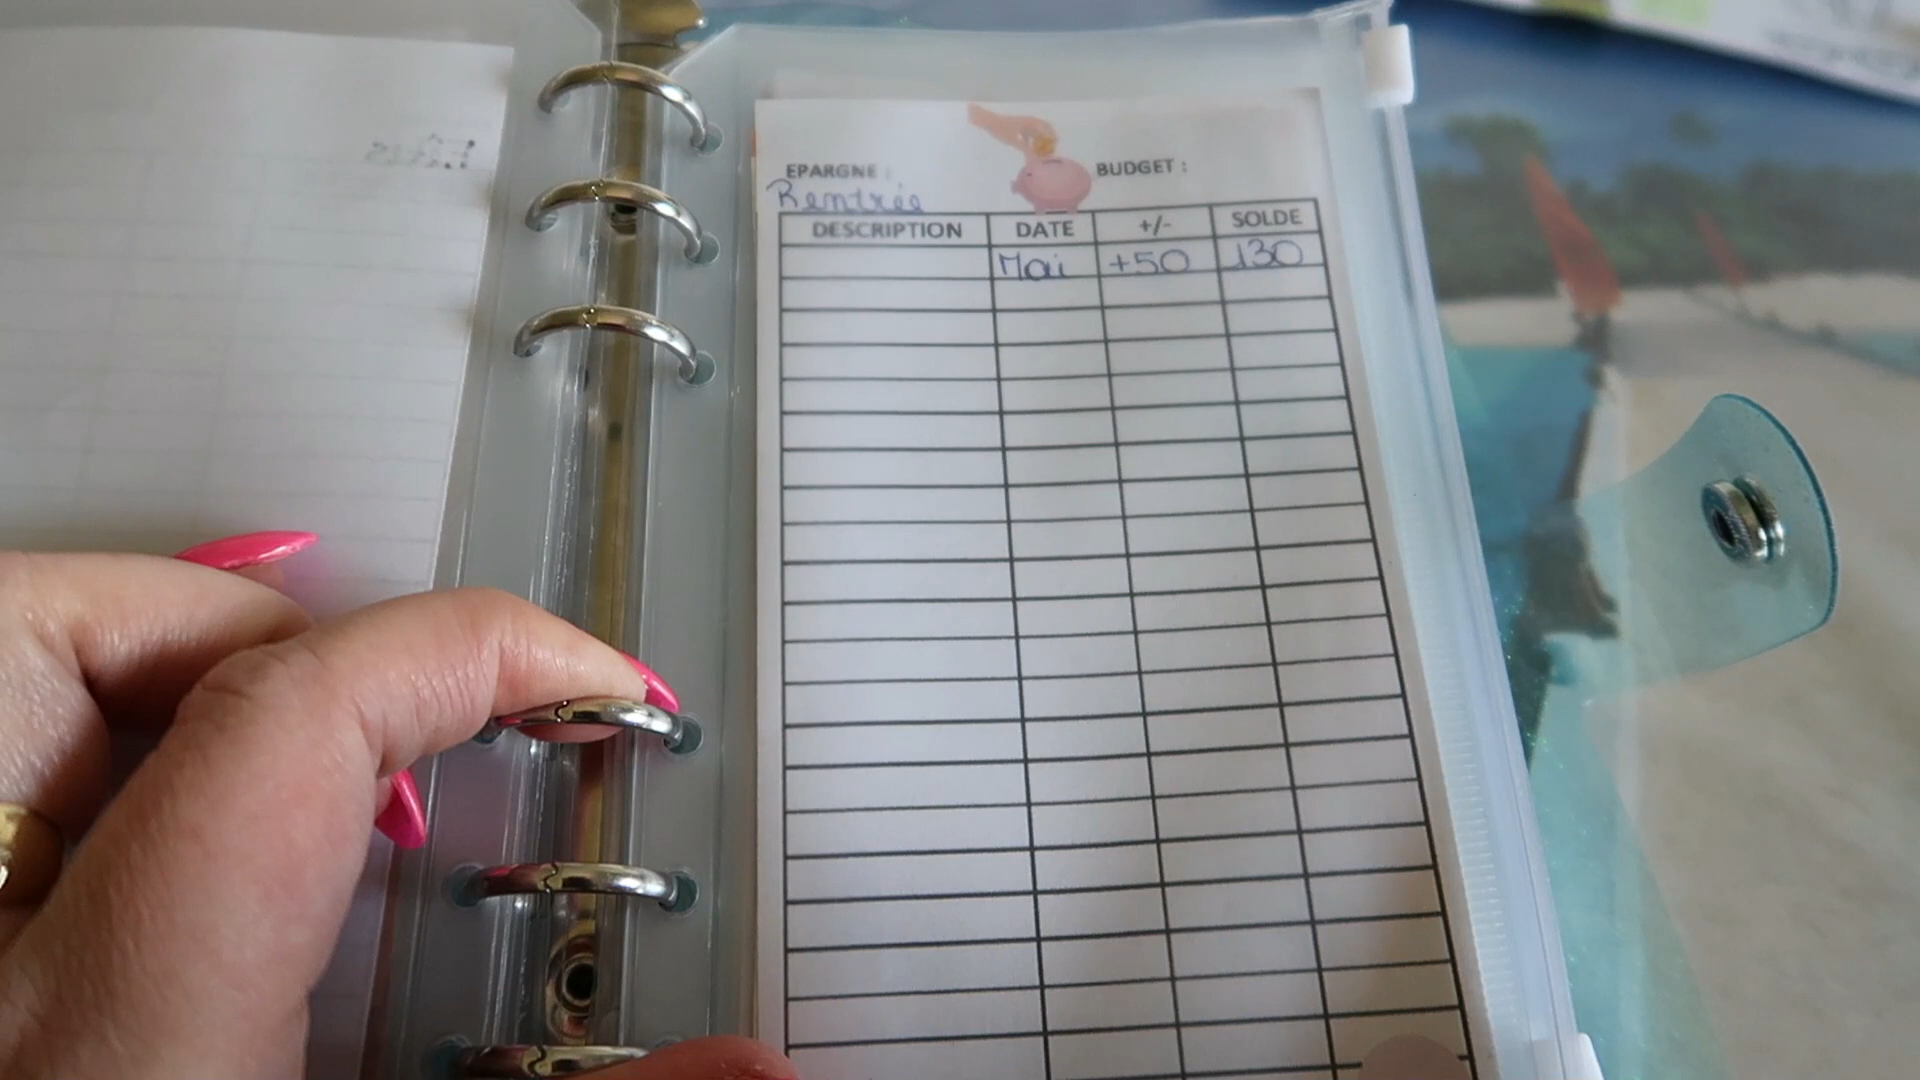 EPARGNE :
BUDGET :
Rentrée
DESCRIPTION DATE +/- SOLDE
Mai +50 130